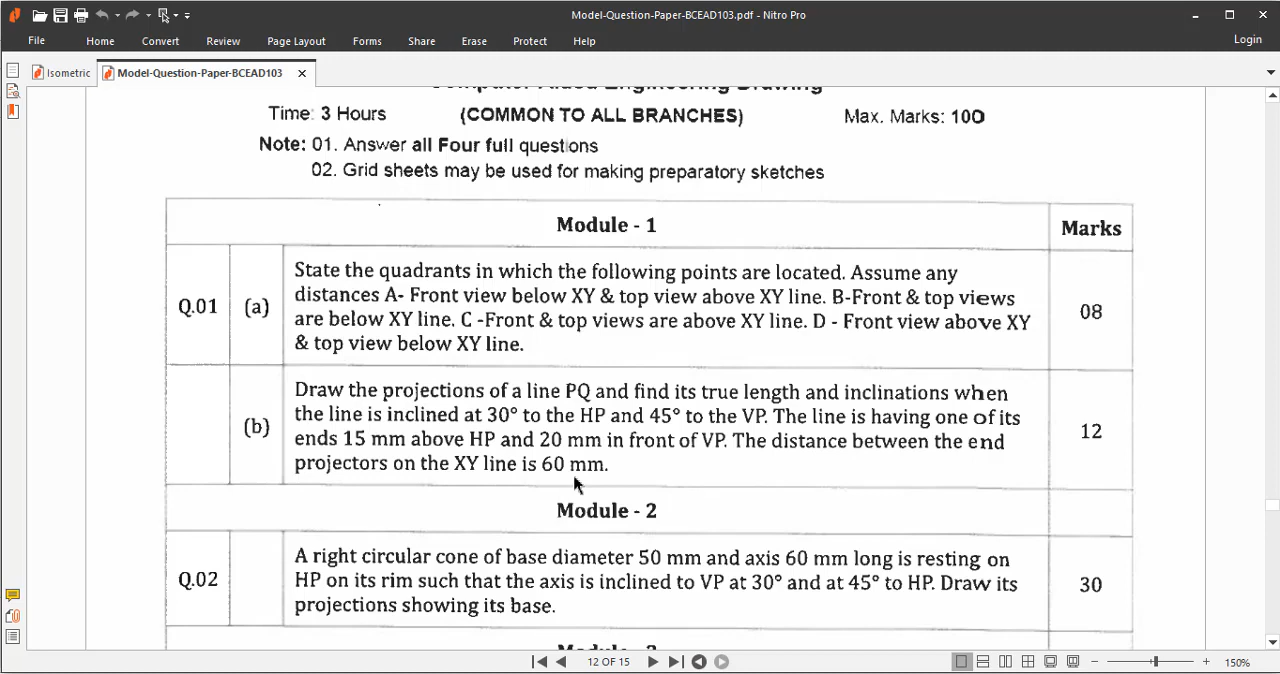 Model-Question-Paper-BCEAD103.pdf - Nitro Pro
File Home Convert Review Page Layout Forms Share Erase Protect Help Login
Isometric Model-Question-Paper-BCEAD103
Computer Aided Engineering Drawing
Time: 3 Hours (COMMON TO ALL BRANCHES) Max. Marks: 100
Note: 01. Answer all Four full questions
02. Grid sheets may be used for making preparatory sketches
Module - 1 Marks
Q.01 (a) State the quadrants in which the following points are located. Assume any
distances A- Front view below XY & top view above XY line. B-Front & top views
are below XY line. C -Front & top views are above XY line. D - Front view above XY
& top view below XY line.
08
(b) Draw the projections of a line PQ and find its true length and inclinations when
the line is inclined at 30° to the HP and 45° to the VP. The line is having one of its
ends 15 mm above HP and 20 mm in front of VP. The distance between the end
projectors on the XY line is 60 mm.
12
Module - 2
Q.02 A right circular cone of base diameter 50 mm and axis 60 mm long is resting on
HP on its rim such that the axis is inclined to VP at 30° and at 45° to HP. Draw its
projections showing its base.
30
12 OF 15
150%